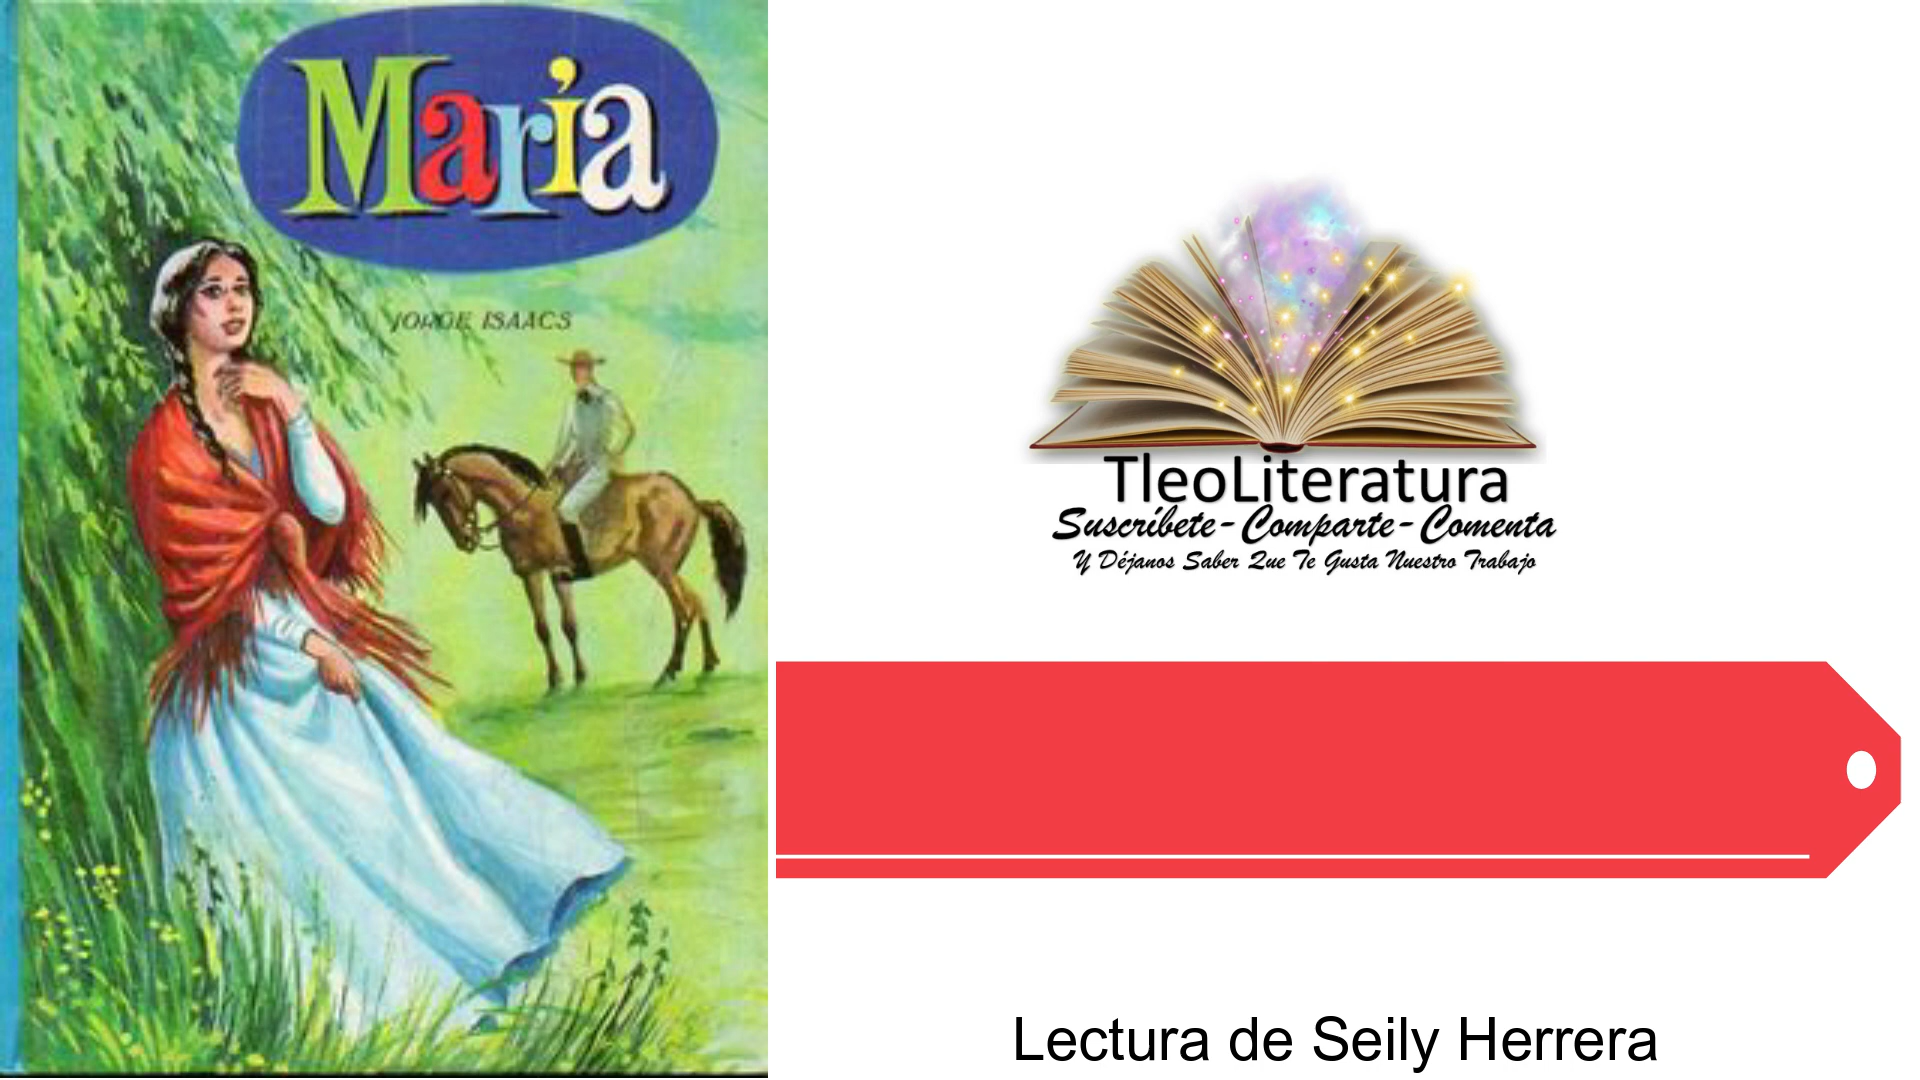 María
JORGE ISAACS
TleoLiteratura
Suscríbete-Comparte-Comenta
Y Déjanos Saber Que Te Gusta Nuestro Trabajo
Lectura de Seily Herrera